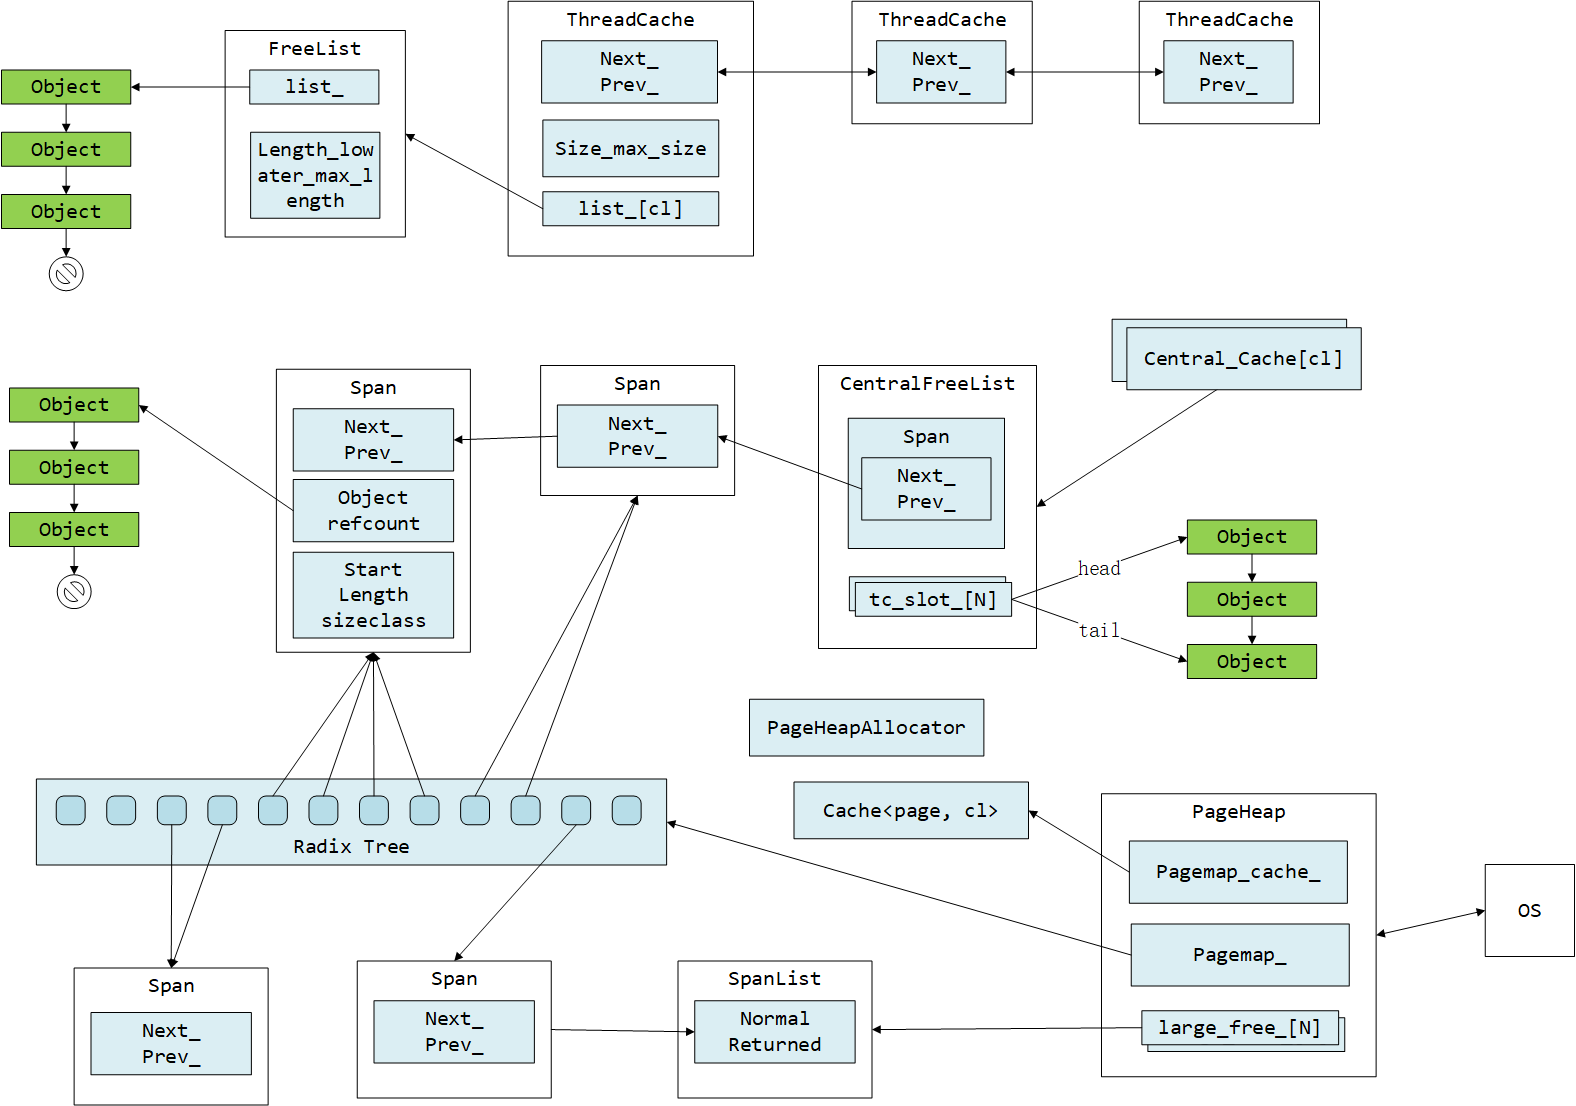 ThreadCache
ThreadCache
ThreadCache
FreeList
Next_
Prev_
Next_
Prev_
Next_
Prev_
Object
list_
Object
Length_low
ater_max_l
ength
Size_max_size
Object
list_[cl]
Central_Cache[cl]
Span
Span
CentralFreeList
Object
Next_
Prev_
Next_
Prev_
Span
Next_
Prev_
Object
Object
refcount
Object
Object
Start
Length
sizeclass
head
tc_slot_[N]
Object
tail
Object
PageHeapAllocator
Cache<page, cl>
PageHeap
Radix Tree
Pagemap_cache_
OS
Pagemap_
Span
Next_
Prev_
Span
Next_
Prev_
SpanList
Normal
Returned
large_free_[N]